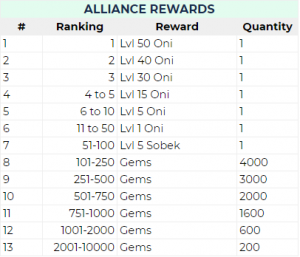 ALLIANCE REWARDS
# Ranking Reward Quantity
1 1 Lvl 50 Oni 1
2 2 Lvl 40 Oni 1
3 3 Lvl 30 Oni 1
4 4 to 5 Lvl 15 Oni 1
5 6 to 10 Lvl 5 Oni 1
6 11 to 50 Lvl 1 Oni 1
7 51-100 Lvl 5 Sobek 1
8 101-250 Gems 4000
9 251-500 Gems 3000
10 501-750 Gems 2000
11 751-1000 Gems 1600
12 1001-2000 Gems 600
13 2001-10000 Gems 200